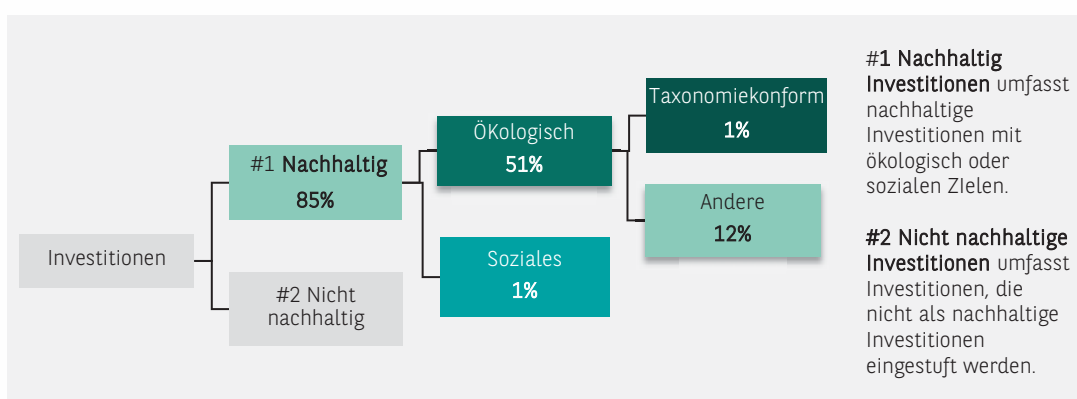 Investitionen
#1 Nachhaltig
85%
#2 Nicht
nachhaltig
ÖKologisch
51%
Soziales
1%
Taxonomiekonform
1%
Andere
12%
#1 Nachhaltig
Investitionen umfasst
nachhaltige
Investitionen mit
ökologisch oder
sozialen ZIelen.
#2 Nicht nachhaltige
Investitionen umfasst
Investitionen, die
nicht als nachhaltige
Investitionen
eingestuft werden.